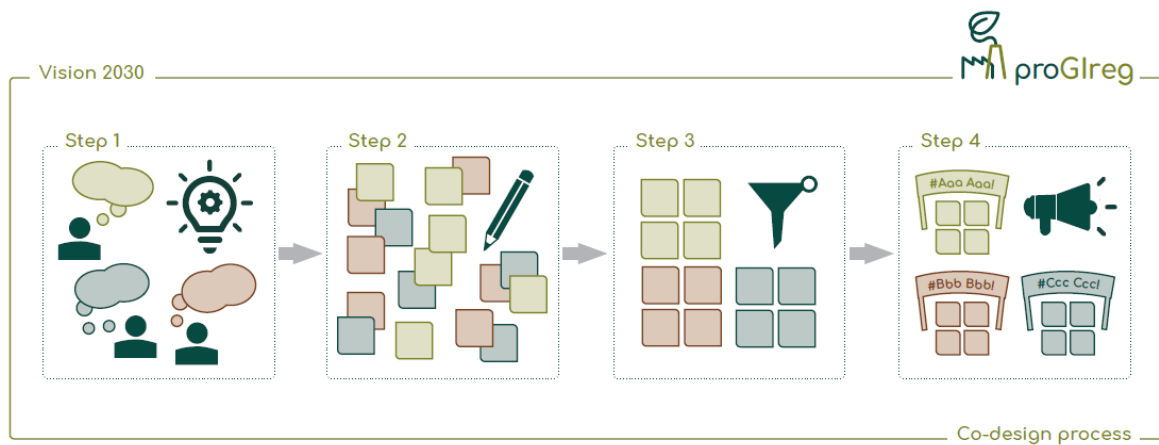 Vision 2030
proGIreg
Step 1
Step 2
Step 3
Step 4
#Aaa Aaa!
#Bbb Bbb!
#Ccc Ccc!
Co-design process